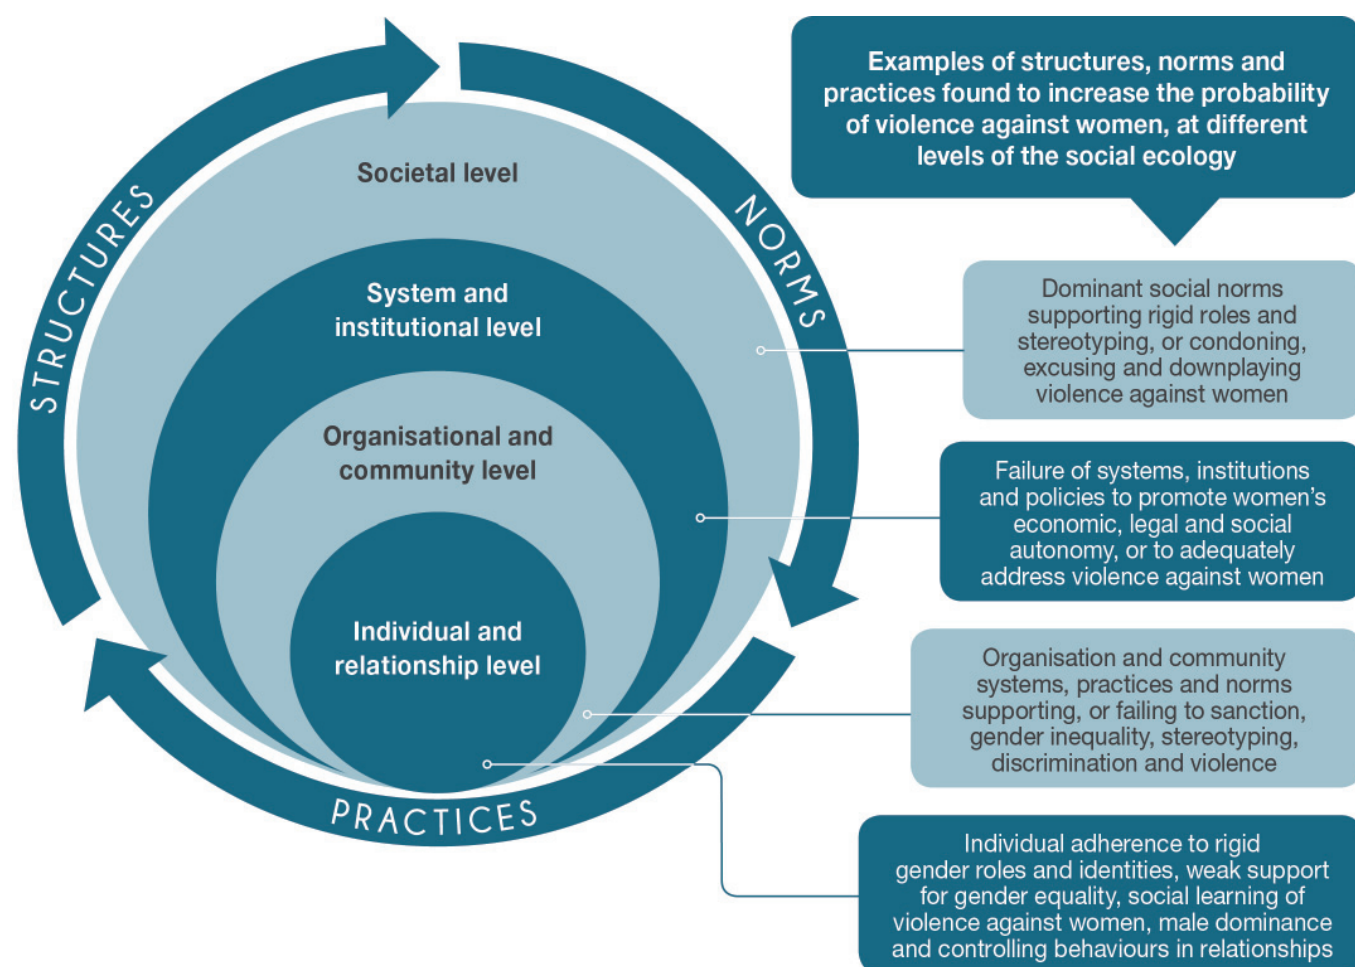 Examples of structures, norms and
practices found to increase the probability
of violence against women, at different
levels of the social ecology
STRUCTURES
NORMS
PRACTICES
Societal level
System and
institutional level
Organisational and
community level
Individual and
relationship level
Dominant social norms
supporting rigid roles and
stereotyping, or condoning,
excusing and downplaying
violence against women
Failure of systems, institutions
and policies to promote women’s
economic, legal and social
autonomy, or to adequately
address violence against women
Organisation and community
systems, practices and norms
supporting, or failing to sanction,
gender inequality, stereotyping,
discrimination and violence
Individual adherence to rigid
gender roles and identities, weak support
for gender equality, social learning of
violence against women, male dominance
and controlling behaviours in relationships